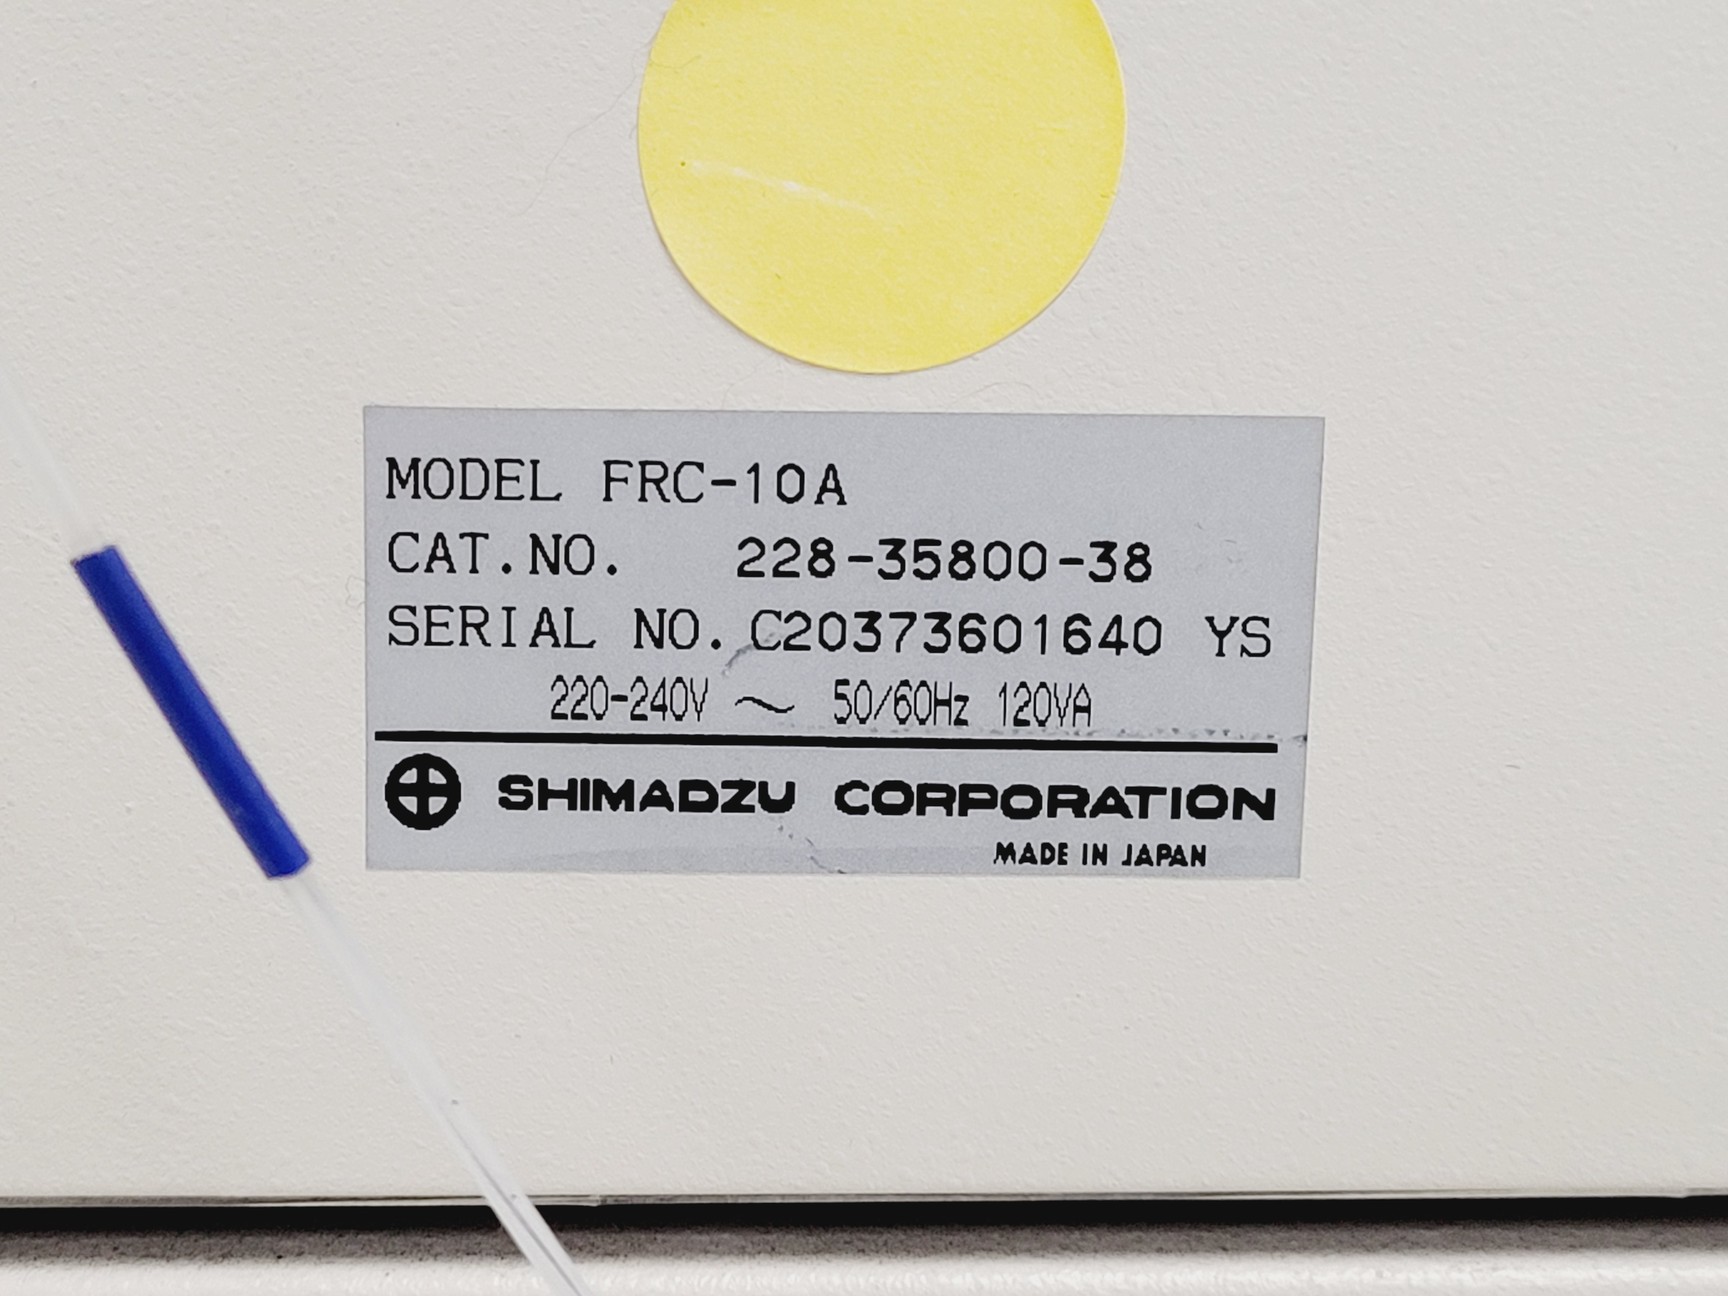 MODEL FRC-10A
CAT.NO. 228-35800-38
SERIAL NO. C20373601640 YS
220-240V ～ 50/60Hz 120VA
SHIMADZU CORPORATION
MADE IN JAPAN